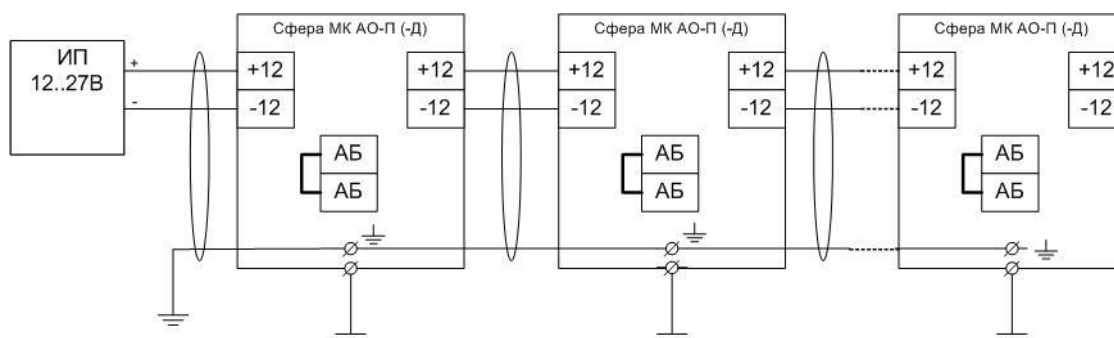 Сфера МК АО-П (-Д)
Сфера МК АО-П (-Д)
Сфера МК АО-П (-Д)
ИП
12..27В
+
-
+12
-12
+12
-12
+12
-12
+12
-12
+12
-12
+12
-12
АБ
АБ
АБ
АБ
АБ
АБ